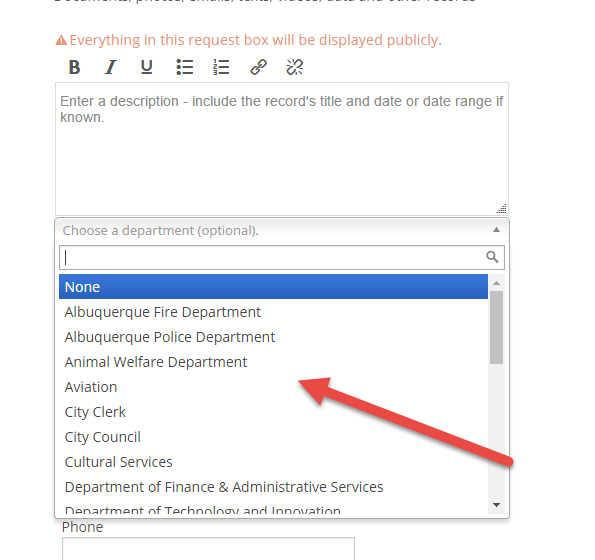 Documents, photos, emails, texts, videos, data and other records
Everything in this request box will be displayed publicly.
B I U
Enter a description - include the record's title and date or date range if
known.
Choose a department (optional).
None
Albuquerque Fire Department
Albuquerque Police Department
Animal Welfare Department
Aviation
City Clerk
City Council
Cultural Services
Department of Finance & Administrative Services
Department of Technology and Innovation
Phone